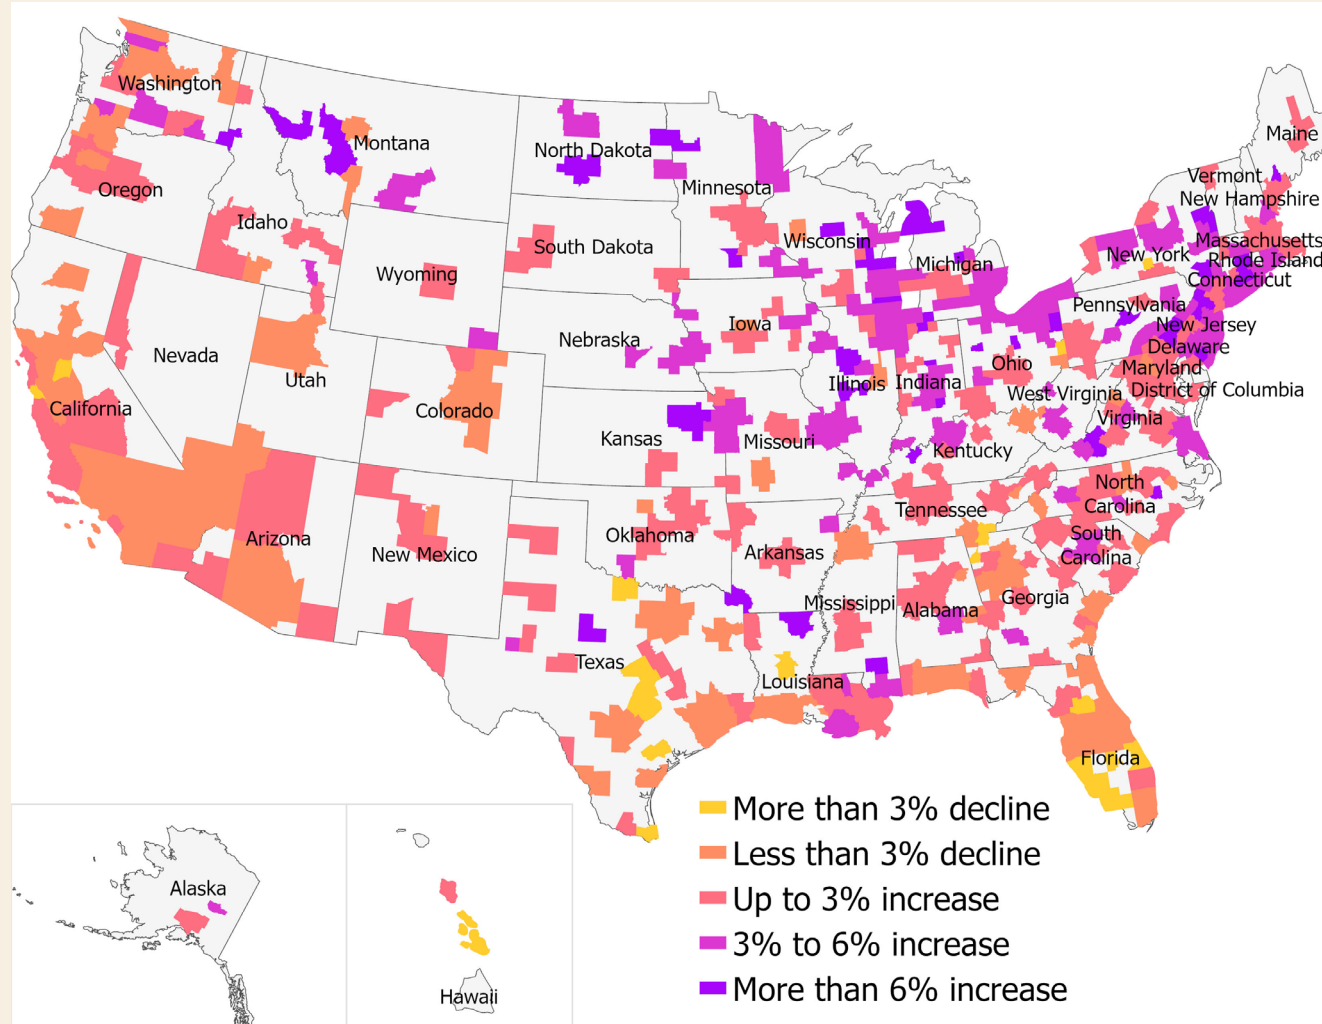 Washington
Montana
North Dakota
Minnesota
Maine
Vermont
New Hampshire
Oregon
Idaho
South Dakota
Wisconsin
Massachusetts
New York
Rhode Island
Michigan
Connecticut
Wyoming
Pennsylvania
Iowa
New Jersey
Nebraska
Nevada
Delaware
Ohio
Maryland
Utah
Illinois
Indiana
District of Columbia
West Virginia
California
Colorado
Virginia
Kansas
Missouri
Kentucky
North
Carolina
Tennessee
Arizona
New Mexico
Oklahoma
Arkansas
South
Carolina
Mississippi
Alabama
Georgia
Texas
Louisiana
Florida
Alaska
Hawaii
More than 3% decline
Less than 3% decline
Up to 3% increase
3% to 6% increase
More than 6% increase